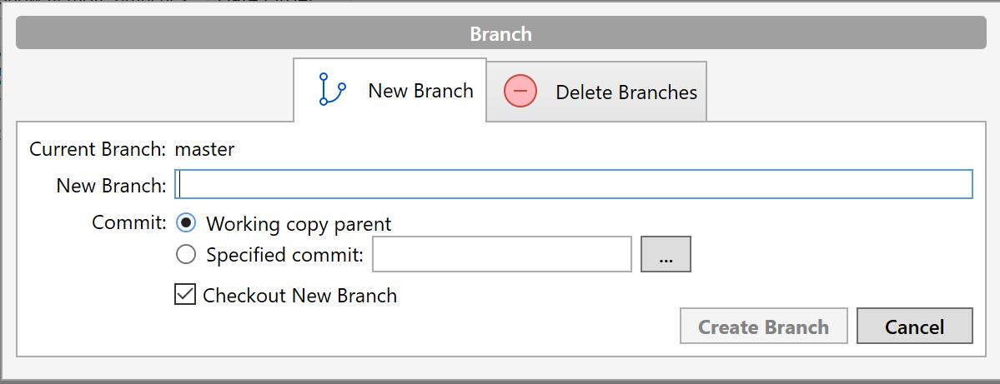 Branch
New Branch
Delete Branches
Current Branch: master
New Branch:
Commit: Working copy parent
Specified commit: ...
Checkout New Branch
Create Branch Cancel